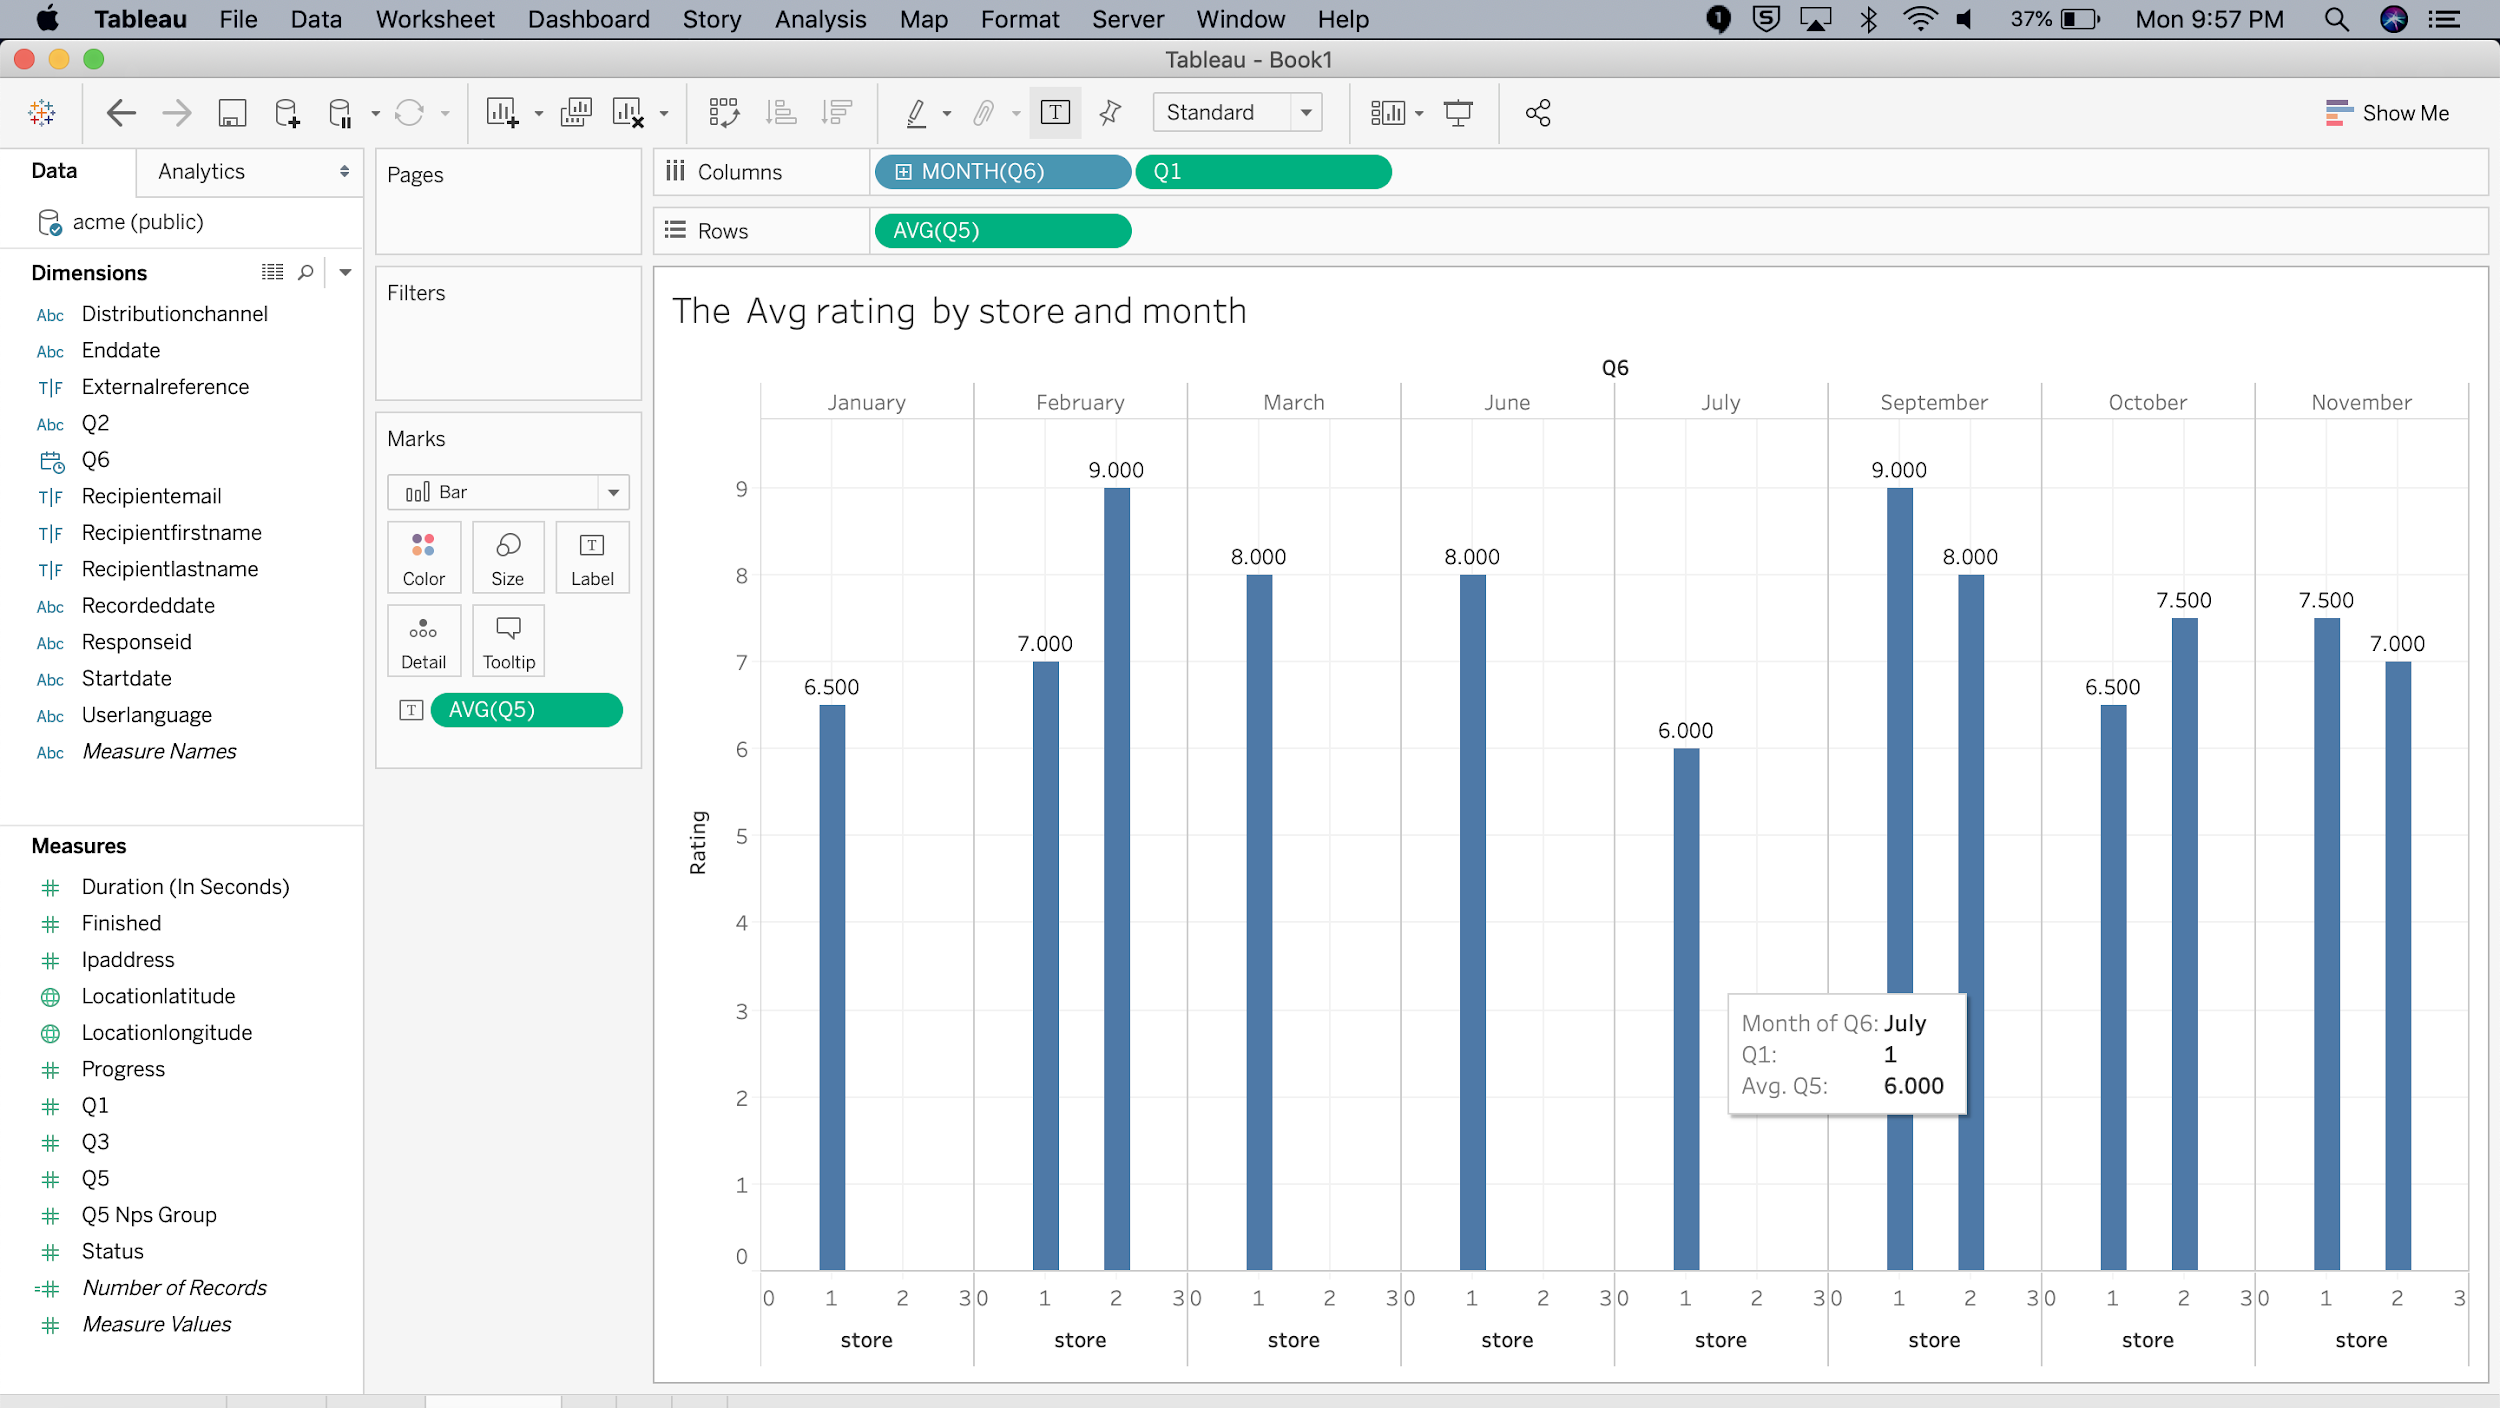 Tableau File Data Worksheet Dashboard Story Analysis Map Format Server Window Help 1 S 37% Mon 9:57 PM
Tableau - Book1
T Standard Show Me
Data Analytics
acme (public)
Dimensions
Abc Distributionchannel
Abc Enddate
T|F Externalreference
Abc Q2
Q6
T|F Recipientemail
T|F Recipientfirstname
T|F Recipientlastname
Abc Recordeddate
Abc Responseid
Abc Startdate
Abc Userlanguage
Abc Measure Names
Measures
# Duration (In Seconds)
# Finished
# Ipaddress
Locationlatitude
Locationlongitude
# Progress
# Q1
# Q3
# Q5
# Q5 Nps Group
# Status
=# Number of Records
# Measure Values
Pages
Filters
Marks
Bar
Color Size T Label
Detail Tooltip
T AVG(Q5)
Columns MONTH(Q6) Q1
Rows AVG(Q5)
The Avg rating by store and month
Q6
January February March June July September October November
9.000 9.000
9
8.000 8.000 8.000
8
7.500 7.500
7.000 7.000
7
6.500 6.500
6.000
6
5
Rating
4
3
2
1
0
Month of Q6: July
Q1: 1
Avg. Q5: 6.000
0 1 2 3 0 1 2 3 0 1 2 3 0 1 2 3 0 1 2 3 0 1 2 3 0 1 2 3 0 1 2 3
store store store store store store store store